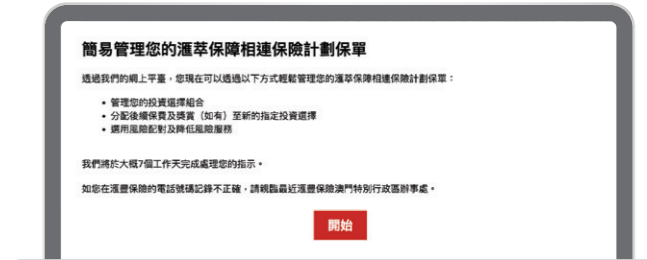 簡易管理您的滙萃保障相連保險計劃保單
透過我們的網上平臺，您現在可以透過以下方式輕鬆管理您的滙萃保障相連保險計劃保單：
• 管理您的投資選擇組合
• 分配後續保費及獎賞（如有）至新的指定投資選擇
• 選用風險配對及降低風險服務
我們將於大概7個工作天完成處理您的指示。
如您在滙豐保險的電話號碼記錄不正確，請親臨最近滙豐保險澳門特別行政區辦事處。
開始